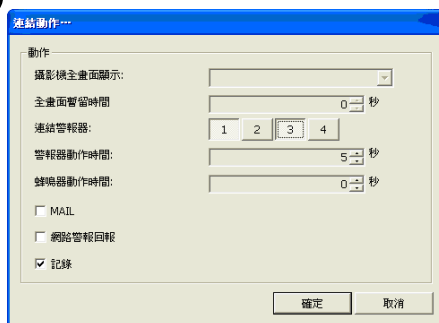 連結動作…
動作
攝影機全畫面顯示:
全畫面暫留時間 0 秒
連結警報器: 1 2 3 4
警報器動作時間: 5 秒
蜂鳴器動作時間: 0 秒
MAIL
網路警報回報
記錄
確定 取消